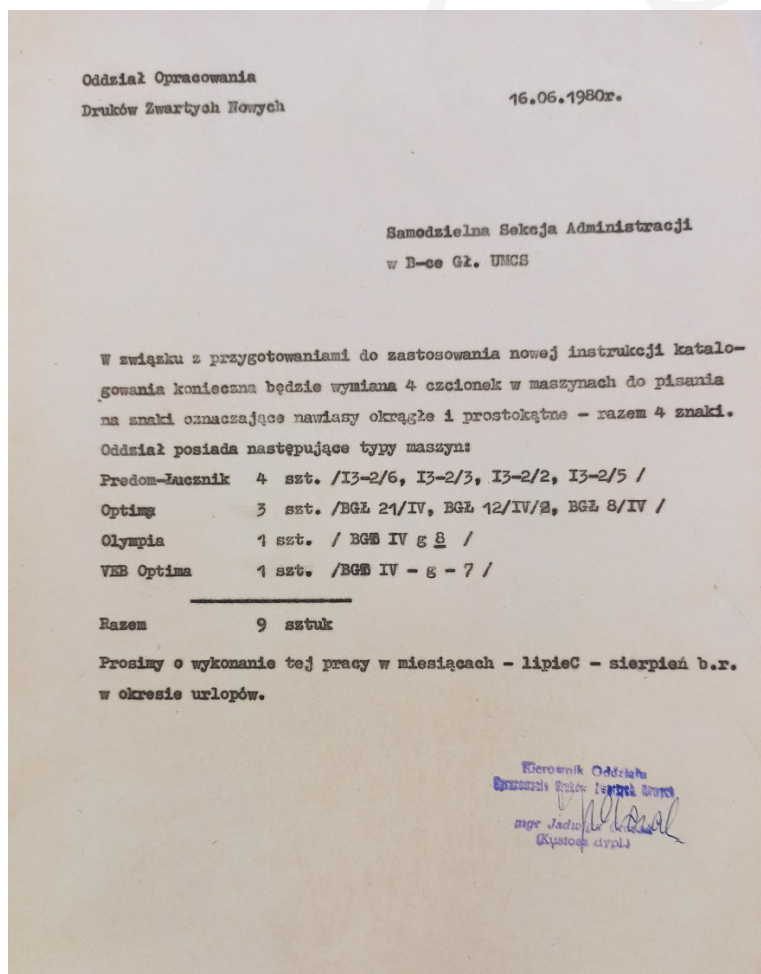 Oddział Opracowania
Druków Zwartych Nowych
16.06.1980r.
Samodzielna Sekcja Administracji
w B-ce Gł. UMCS
W związku z przygotowaniami do zastosowania nowej instrukcji katalo-
gowania konieczna będzie wymiana 4 czcionek w maszynach do pisania
na znaki oznaczające nawiasy okrągłe i prostokątne - razem 4 znaki.
Oddział posiada następujące typy maszyn:
Predom-Łucznik 4 szt. /I3-2/6, I3-2/3, I3-2/2, I3-2/5 /
Optima 3 szt. /BGŁ 21/IV, BGŁ 12/IV/2, BGŁ 8/IV /
Olympia 1 szt. / BGŁ IV g 8 /
VEB Optima 1 szt. /BGŁ IV - g - 7 /
Razem 9 sztuk
Prosimy o wykonanie tej pracy w miesiącach - lipieC - sierpień b.r.
w okresie urlopów.
Kierownik Oddziału
Opracowania Druków Zwartych Nowych
mgr
(Kustosz dypl.)